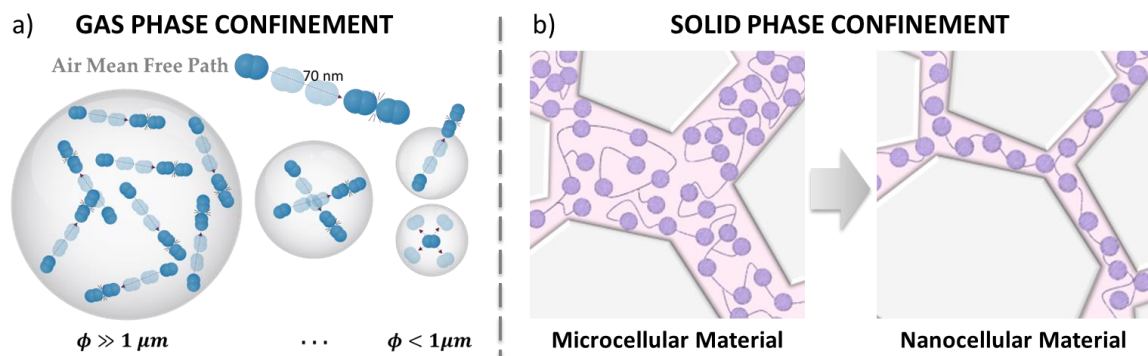 a)
GAS PHASE CONFINEMENT
Air Mean Free Path
70 nm
ϕ ≫ 1 μm
...
ϕ < 1μm
b)
SOLID PHASE CONFINEMENT
Microcellular Material
Nanocellular Material